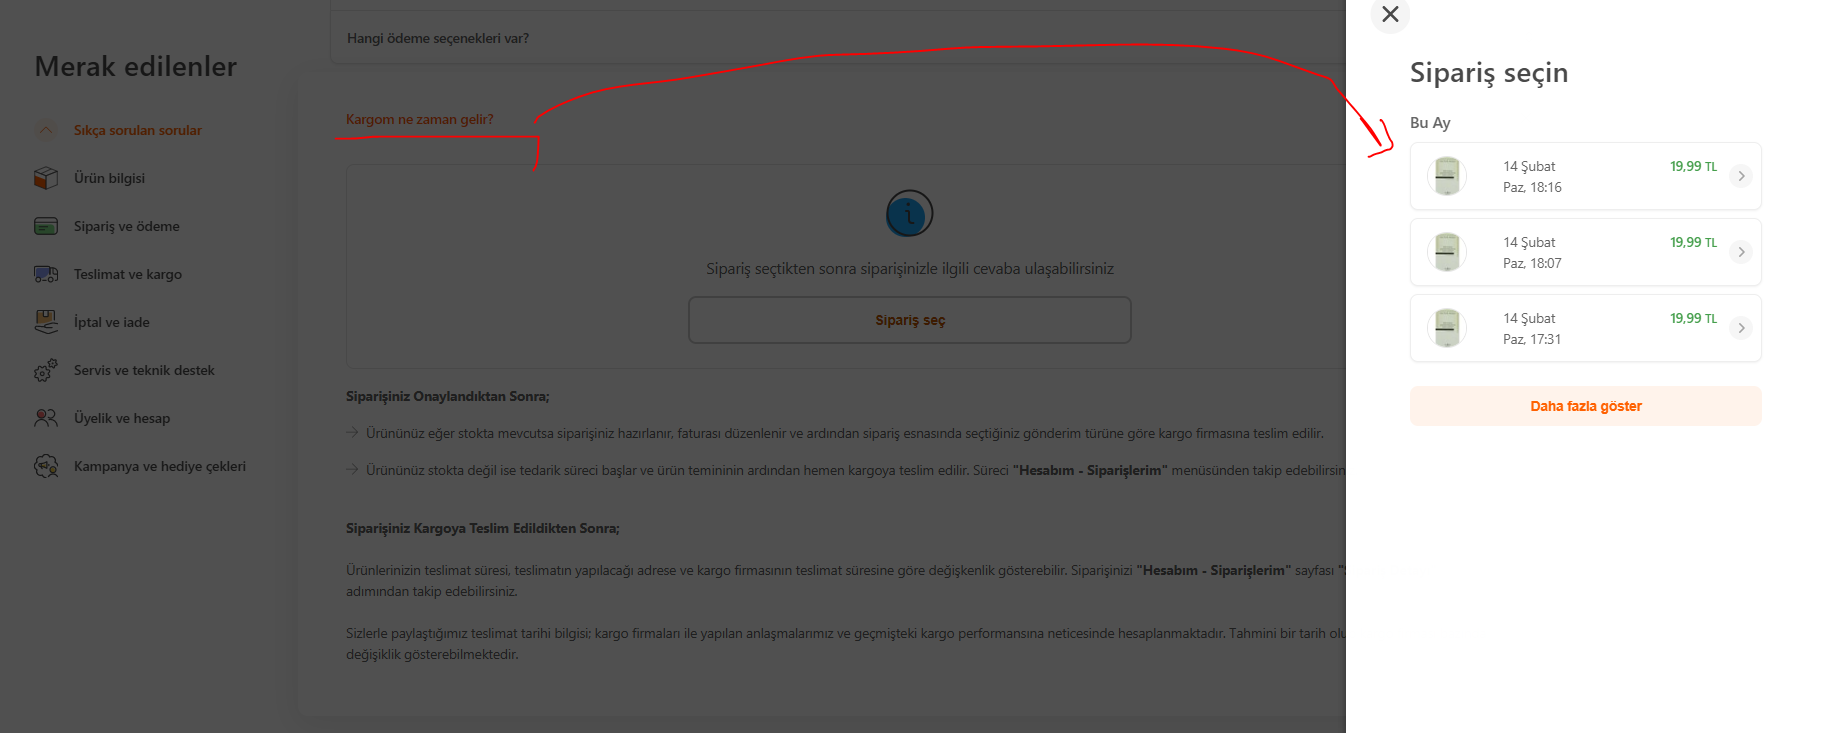 Hangi ödeme seçenekleri var?
Merak edilenler
Sıkça sorulan sorular
Ürün bilgisi
Sipariş ve ödeme
Teslimat ve kargo
İptal ve iade
Servis ve teknik destek
Üyelik ve hesap
Kampanya ve hediye çekleri
Kargom ne zaman gelir?
Sipariş seçtikten sonra siparişinizle ilgili cevaba ulaşabilirsiniz
Sipariş seç
Siparişiniz Onaylandıktan Sonra;
→ Ürününüz eğer stokta mevcutsa siparişiniz hazırlanır, faturası düzenlenir ve ardından sipariş esnasında seçtiğiniz gönderim türüne göre kargo firmasına teslim edilir.
→ Ürününüz stokta değil ise tedarik süreci başlar ve ürün temininin ardından hemen kargoya teslim edilir. Süreci "Hesabım - Siparişlerim" menüsünden takip edebilirsin
Siparişiniz Kargoya Teslim Edildikten Sonra;
Ürünlerinizin teslimat süresi, teslimatın yapılacağı adrese ve kargo firmasının teslimat süresine göre değişkenlik gösterebilir. Siparişinizi "Hesabım - Siparişlerim" sayfası "
adımından takip edebilirsiniz.
Sizlerle paylaştığımız teslimat tarihi bilgisi; kargo firmaları ile yapılan anlaşmalarımız ve geçmişteki kargo performansına neticesinde hesaplanmaktadır. Tahmini bir tarih olu
değişiklik gösterebilmektedir.
Sipariş seçin
Bu Ay
14 Şubat 19,99 TL
Paz, 18:16
14 Şubat 19,99 TL
Paz, 18:07
14 Şubat 19,99 TL
Paz, 17:31
Daha fazla göster